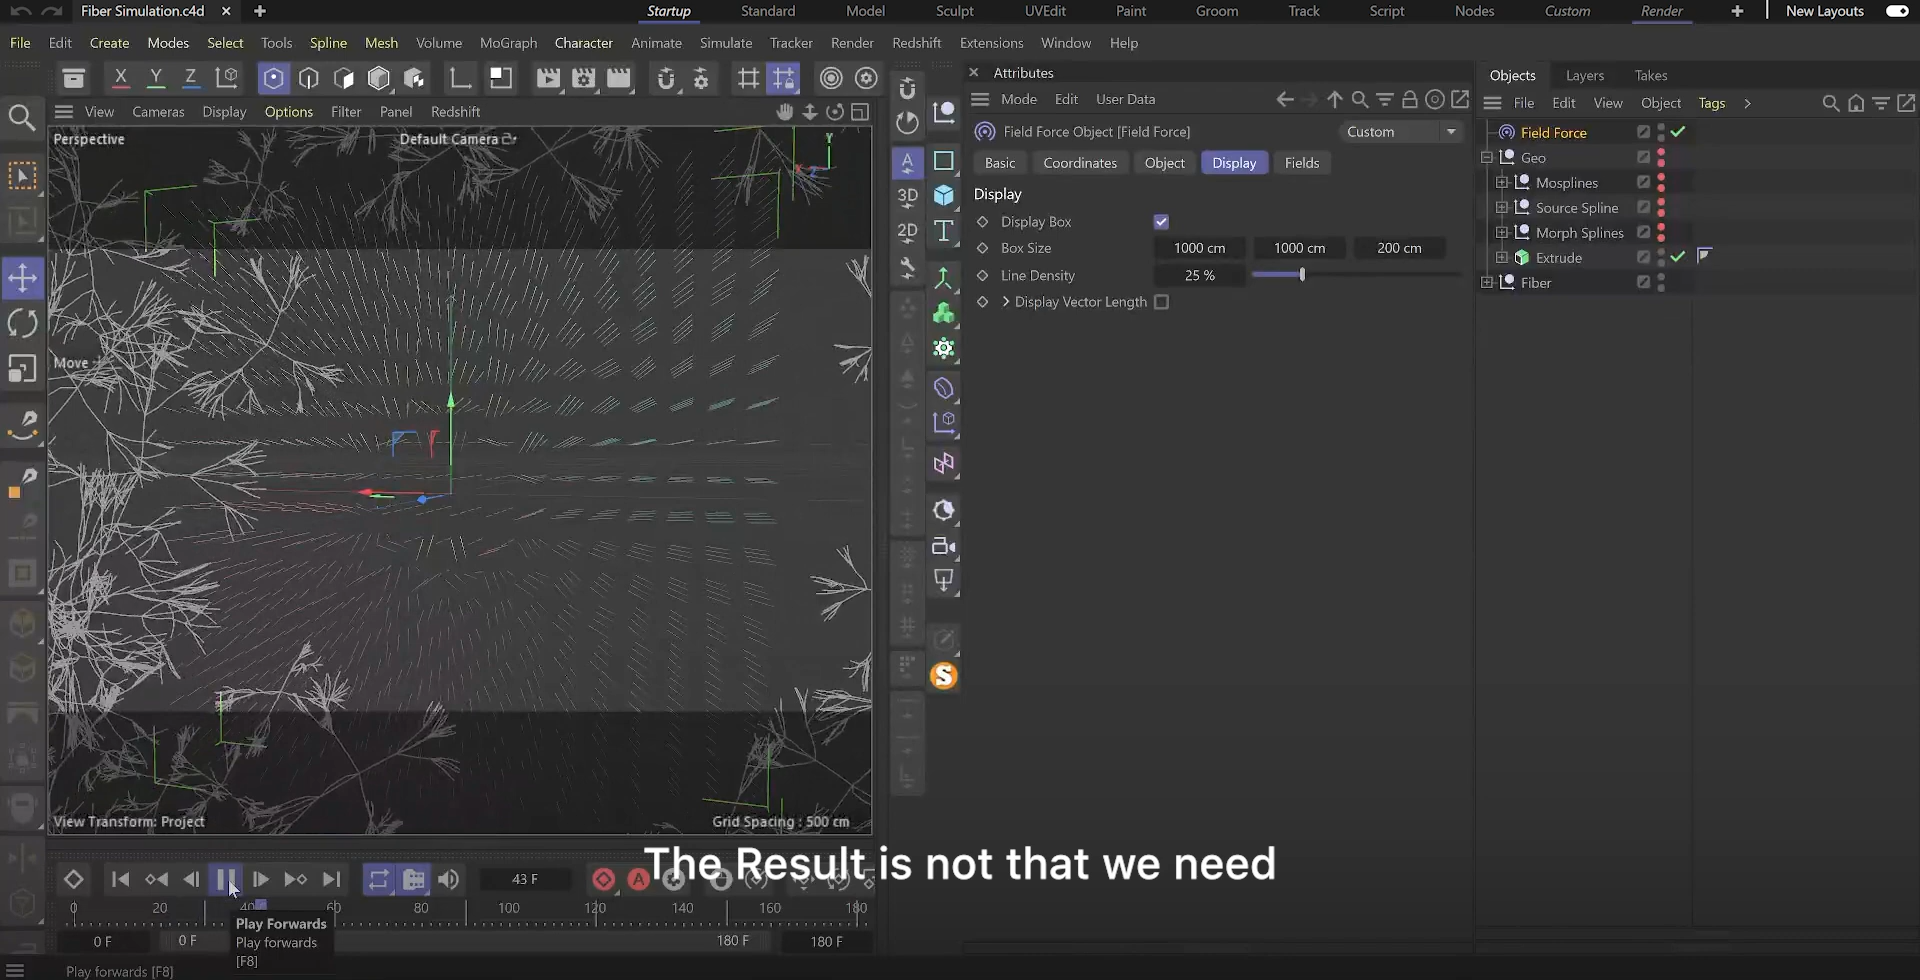 Fiber Simulation.c4d
Startup Standard Model Sculpt UVEdit Paint Groom Track Script Nodes Custom Render New Layouts
File Edit Create Modes Select Tools Spline Mesh Volume MoGraph Character Animate Simulate Tracker Render Redshift Extensions Window Help
X Y Z
View Cameras Display Options Filter Panel Redshift
Perspective
Default Camera
Y
X
Z
Move
View Transform: Project
Grid Spacing : 500 cm
A
3D
2D
T
S
Attributes
Mode Edit User Data
Field Force Object [Field Force]
Custom
Basic Coordinates Object Display Fields
Display
Display Box
Box Size 1000 cm 1000 cm 200 cm
Line Density 25 %
Display Vector Length
Objects Layers Takes
File Edit View Object Tags
Field Force
Geo
Mosplines
Source Spline
Morph Splines
Extrude
Fiber
The Result is not that we need
43 F
A
0 20 40 60 80 100 120 140 160 180
0 F 0 F 180 F 180 F
Play Forwards
Play forwards
[F8]
Play forwards [F8]